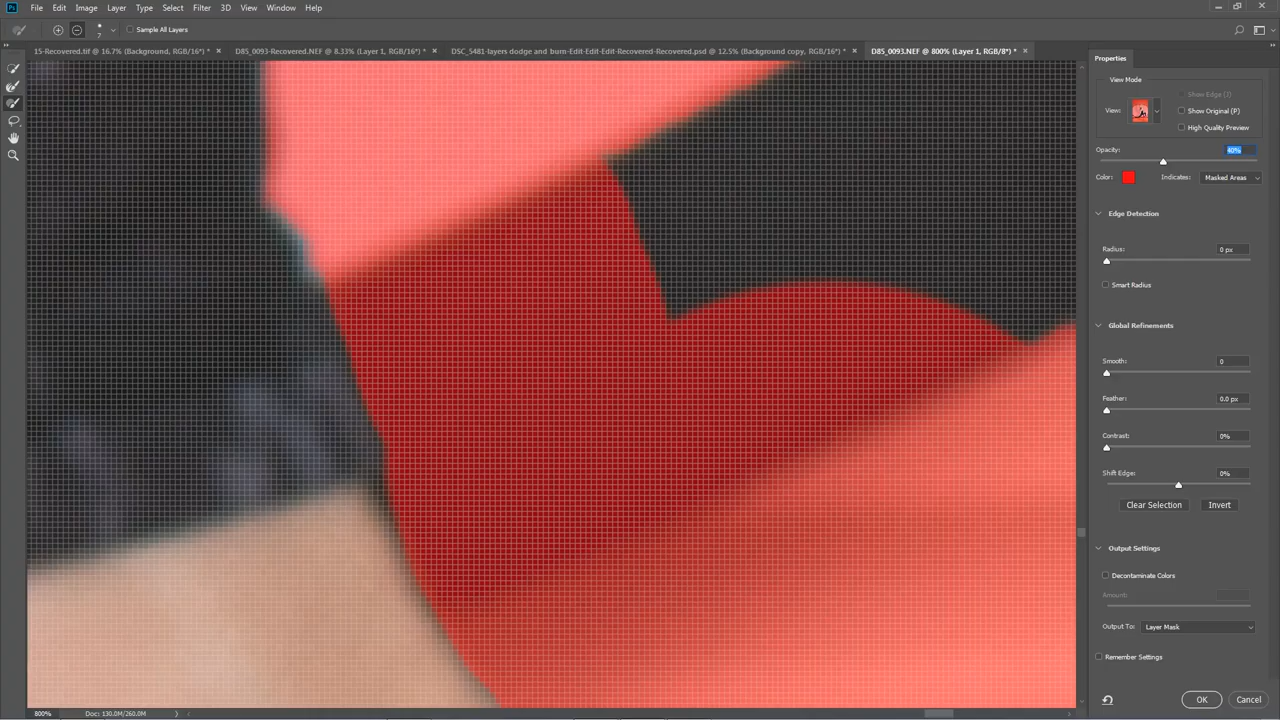 Ps File Edit Image Layer Type Select Filter 3D View Window Help
7 Sample All Layers
15-Recovered.tif @ 16.7% (Background, RGB/16*) * × D85_0093-Recovered.NEF @ 8.33% (Layer 1, RGB/16*) * × DSC_5481-layers dodge and burn-Edit-Edit-Edit-Recovered-Recovered.psd @ 12.5% (Background copy, RGB/16*) * × D85_0093.NEF @ 800% (Layer 1, RGB/8*) * ×
Properties
View Mode
Show Edge (J)
View: Show Original (P)
High Quality Preview
Opacity: 40%
Color: Indicates: Masked Areas
Edge Detection
Radius: 0 px
Smart Radius
Global Refinements
Smooth: 0
Feather: 0.0 px
Contrast: 0%
Shift Edge: 0%
Clear Selection Invert
Output Settings
Decontaminate Colors
Amount:
Output To: Layer Mask
Remember Settings
OK Cancel
800% Doc: 130.0M/260.0M